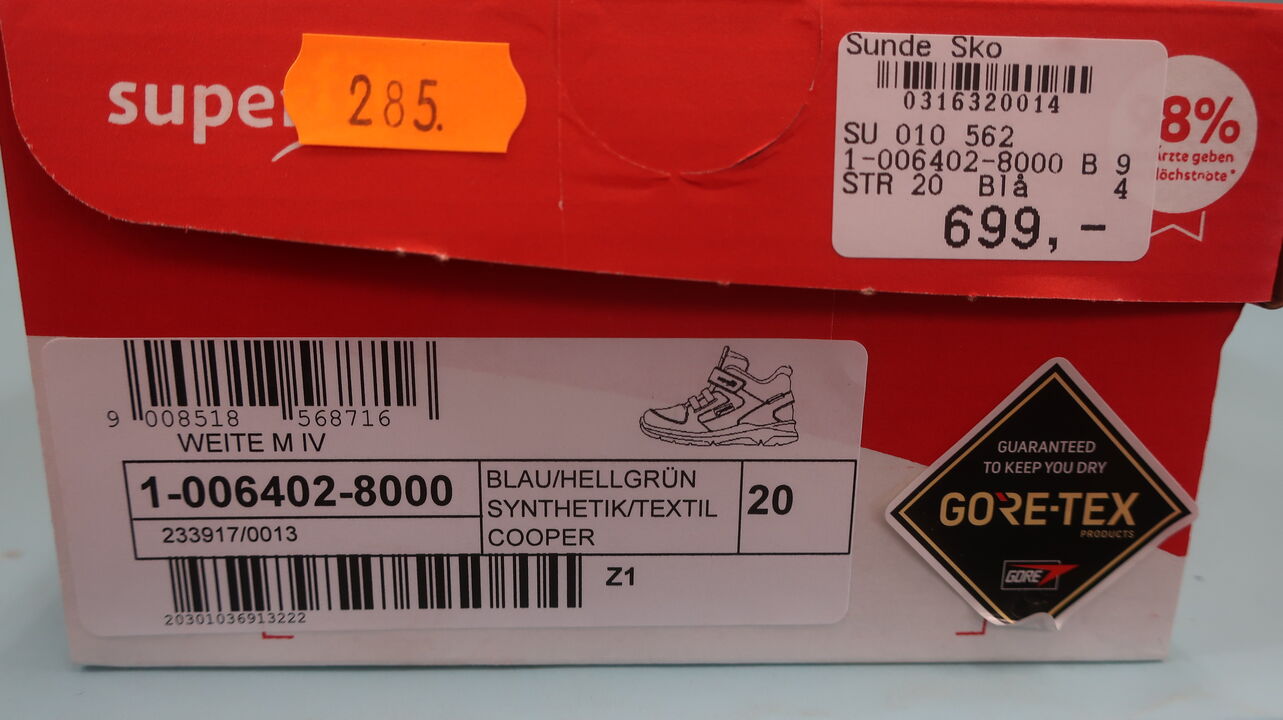 285.
Sunde Sko
0316320014
SU 010 562
1-006402-8000 B 9
STR 20 Blå 4
699,-
8%
Ärzte geben
9 008518 568716
WEITE M IV
1-006402-8000
233917/0013
BLAU/HELLGRÜN
SYNTHETIK/TEXTIL
COOPER
20
Z1
20301036913222
GUARANTEED
TO KEEP YOU DRY
GORE-TEX
PRODUCTS
GORE